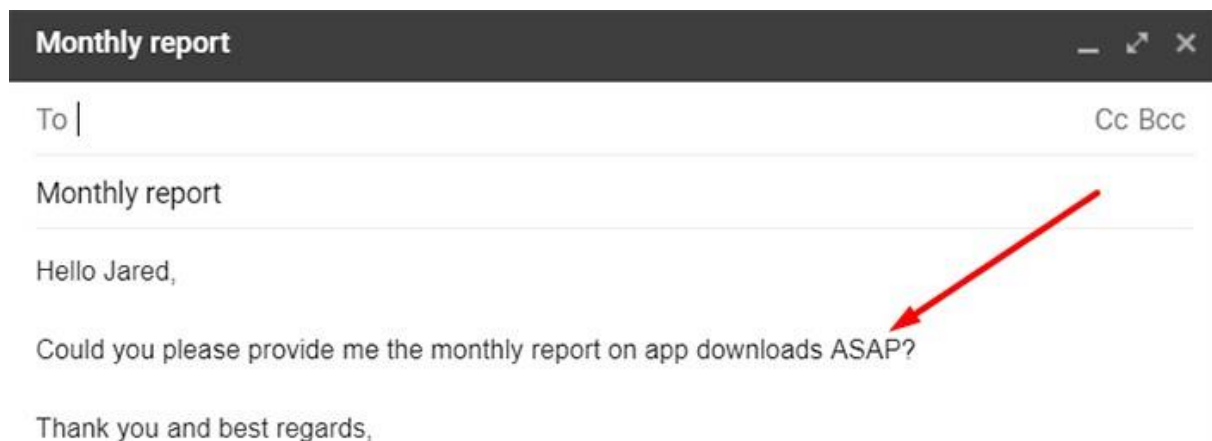 Monthly report
To Cc Bcc
Monthly report
Hello Jared,
Could you please provide me the monthly report on app downloads ASAP?
Thank you and best regards,